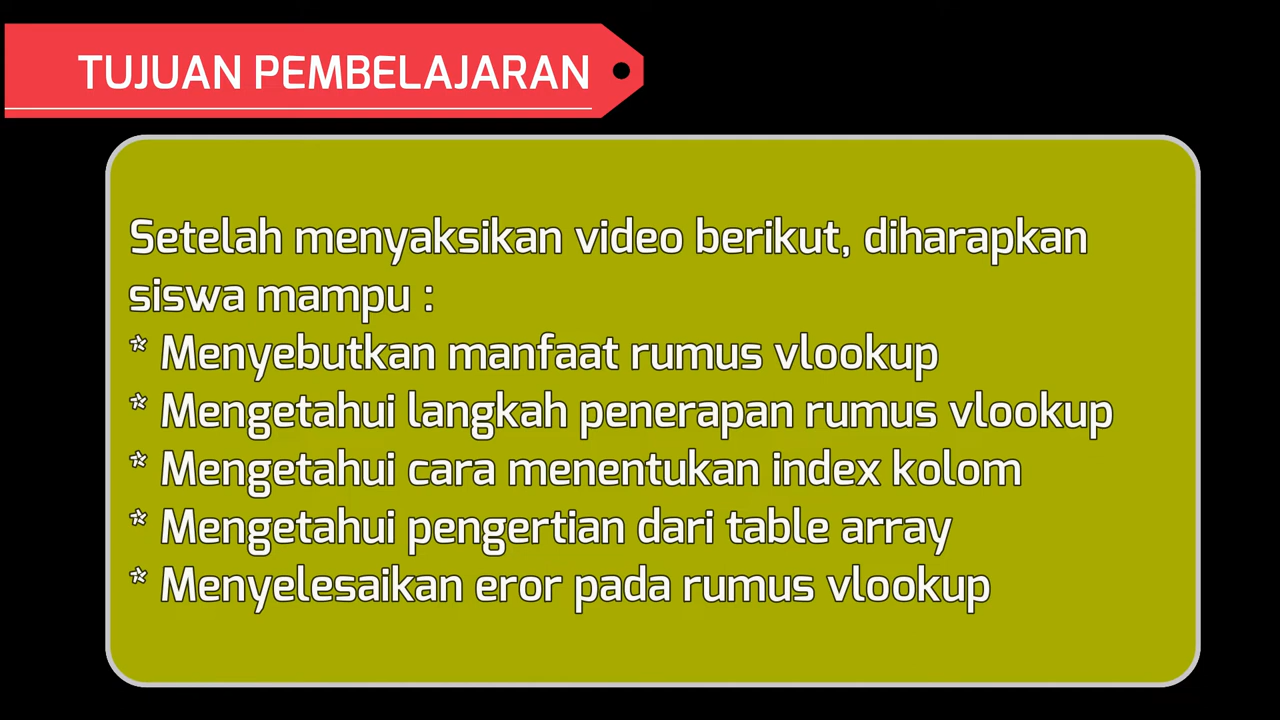 TUJUAN PEMBELAJARAN
Setelah menyaksikan video berikut, diharapkan
siswa mampu :
* Menyebutkan manfaat rumus vlookup
* Mengetahui langkah penerapan rumus vlookup
* Mengetahui cara menentukan index kolom
* Mengetahui pengertian dari table array
* Menyelesaikan eror pada rumus vlookup